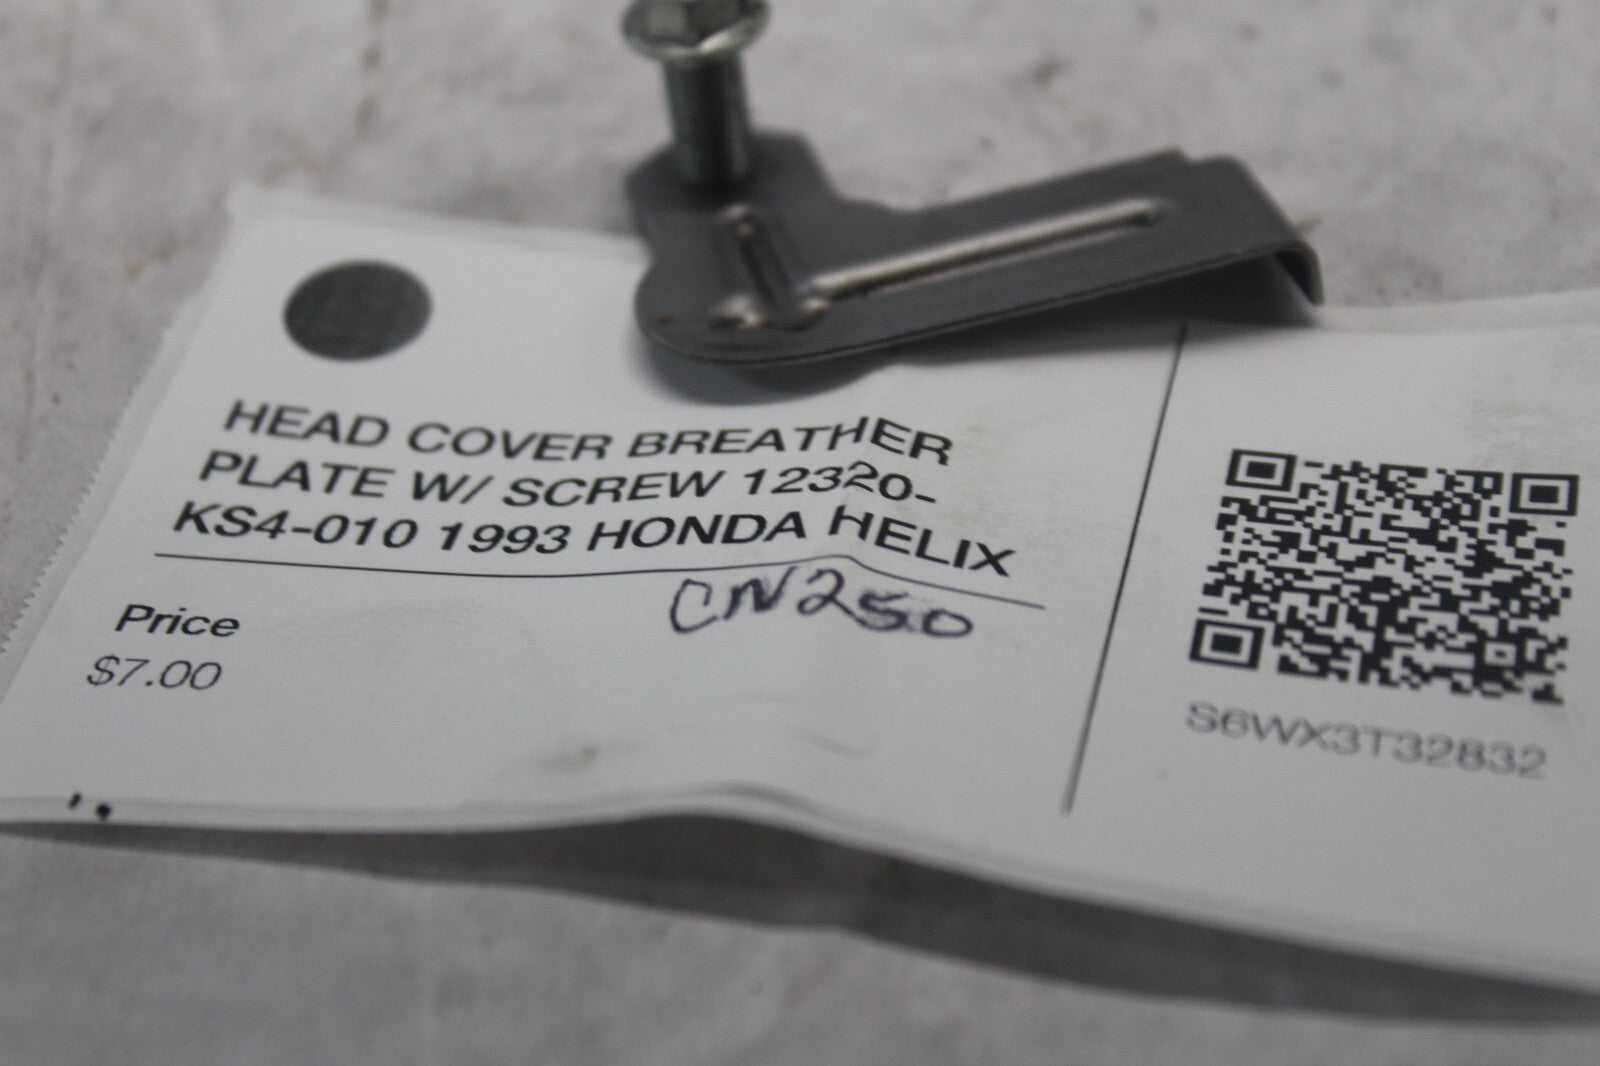 HEAD COVER BREATHER
PLATE W/ SCREW 12320-
KS4-010 1993 HONDA HELIX
CN250
Price
$7.00
S6WX3T32832